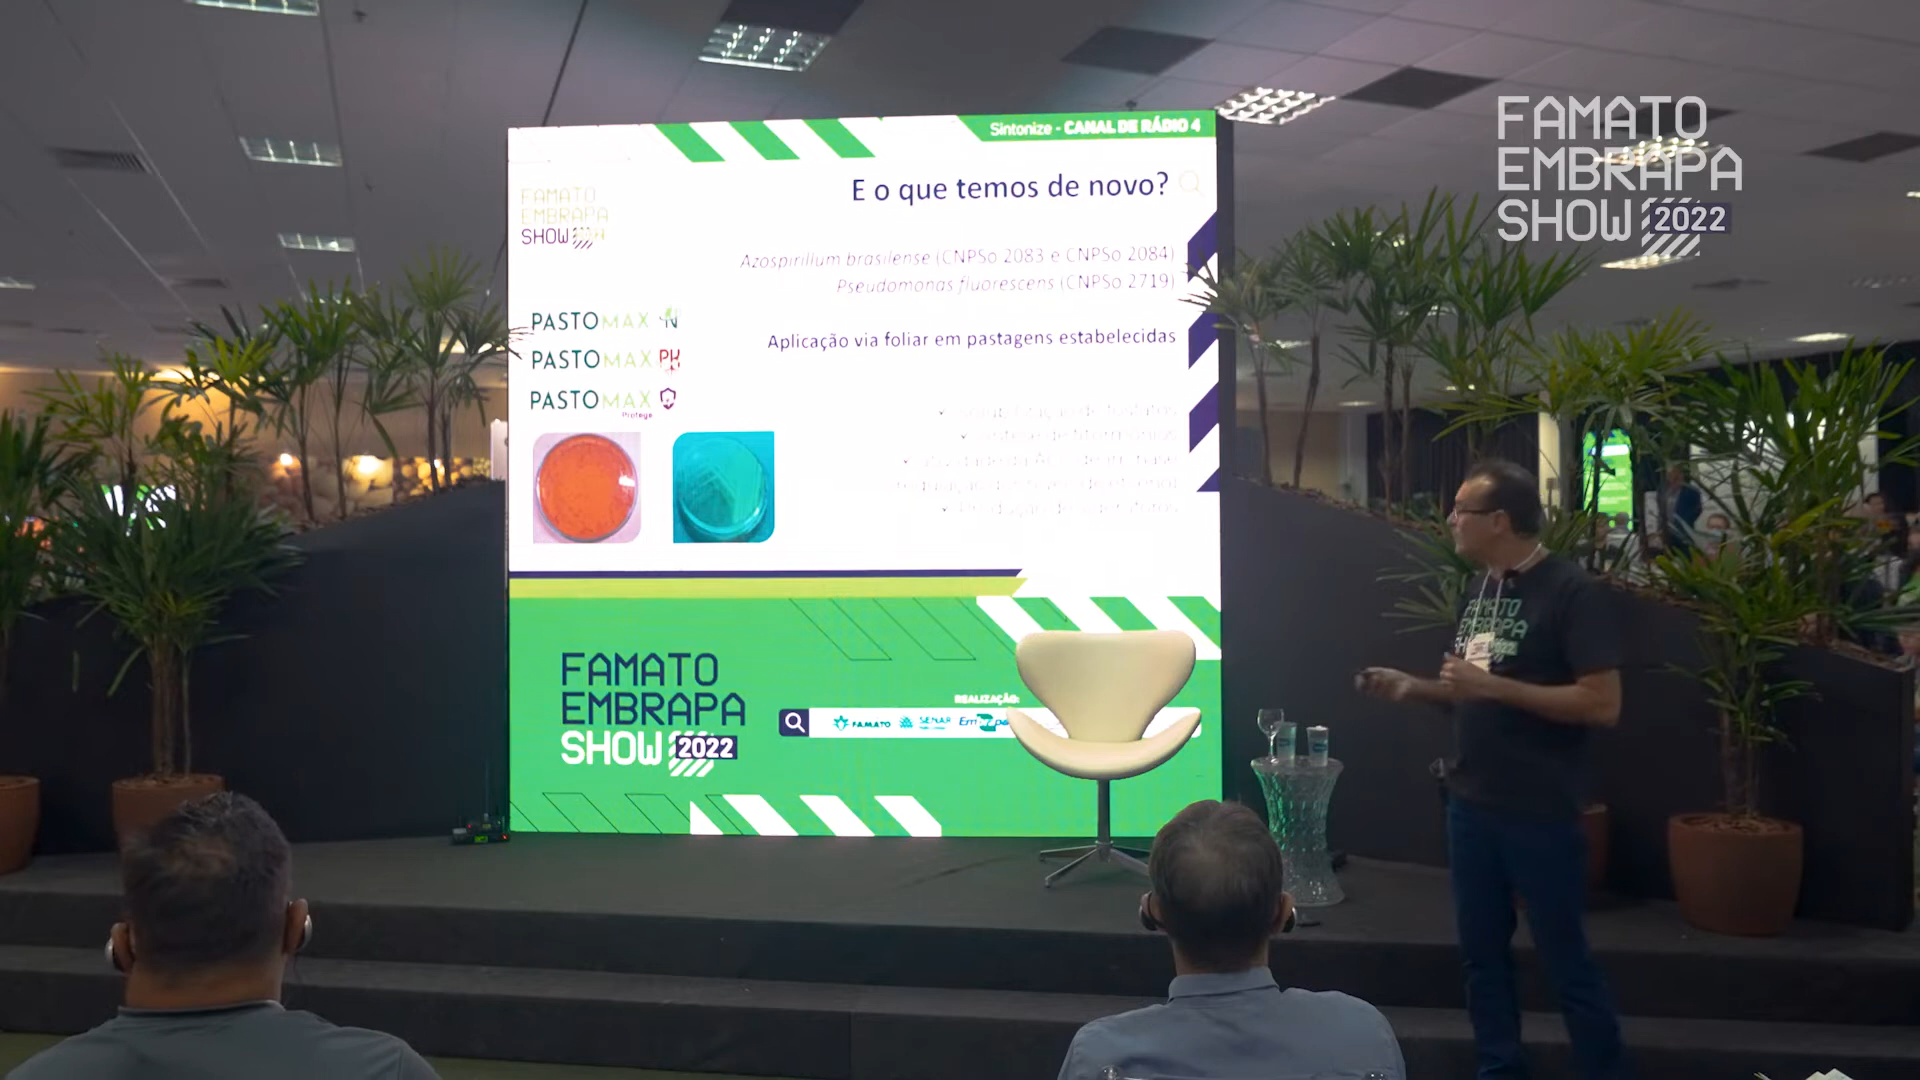 Sintonize - CANAL DE RÁDIO 4
FAMATO
EMBRAPA
SHOW 2022
E o que temos de novo?
FAMATO
EMBRAPA
SHOW
Azospirillum brasilense (CNPSo 2083 e CNPSo 2084)
Pseudomonas fluorescens (CNPSo 2719)
PASTOMAX N
PASTOMAX PK
PASTOMAX
Protege
Aplicação via foliar em pastagens estabelecidas
FAMATO
EMBRAPA
SHOW 2022
REALIZAÇÃO:
FAMATO
SENAR
FAMATO
EMBRAPA